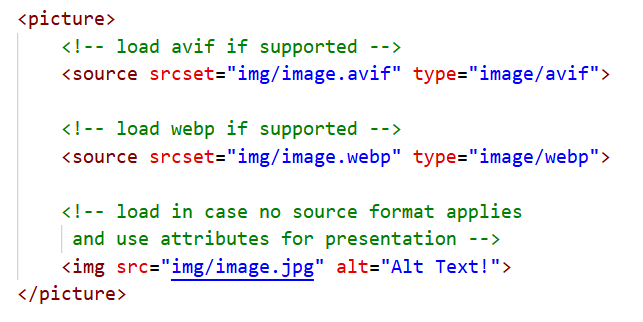 <picture>
<!-- load avif if supported -->
<source srcset="img/image.avif" type="image/avif">
<!-- load webp if supported -->
<source srcset="img/image.webp" type="image/webp">
<!-- load in case no source format applies
and use attributes for presentation -->
<img src="img/image.jpg" alt="Alt Text!">
</picture>